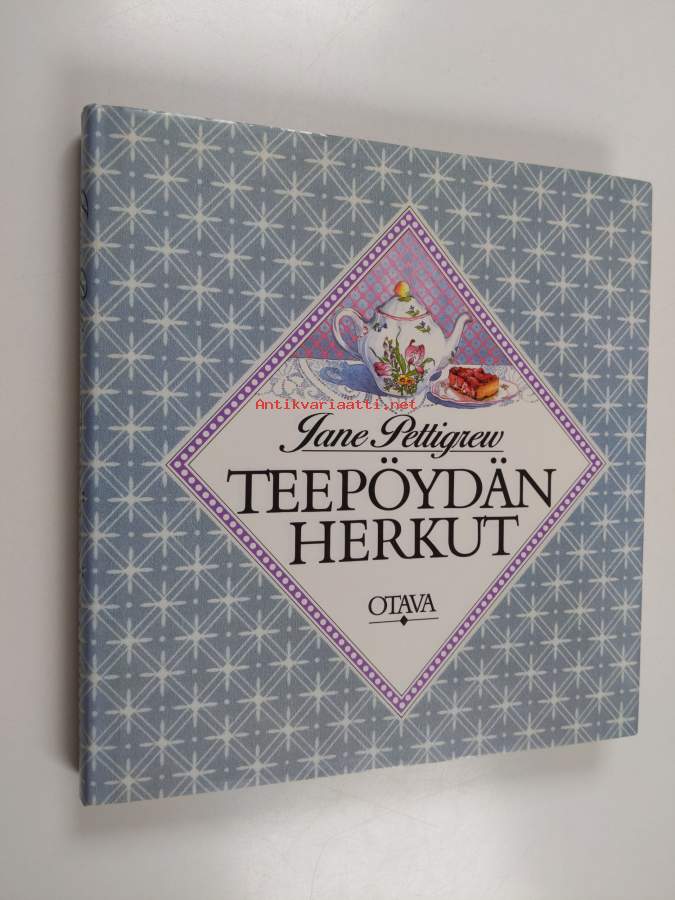 Antikvariaatti.net
Jane Pettigrew
TEEPÖYDÄN
HERKUT
OTAVA